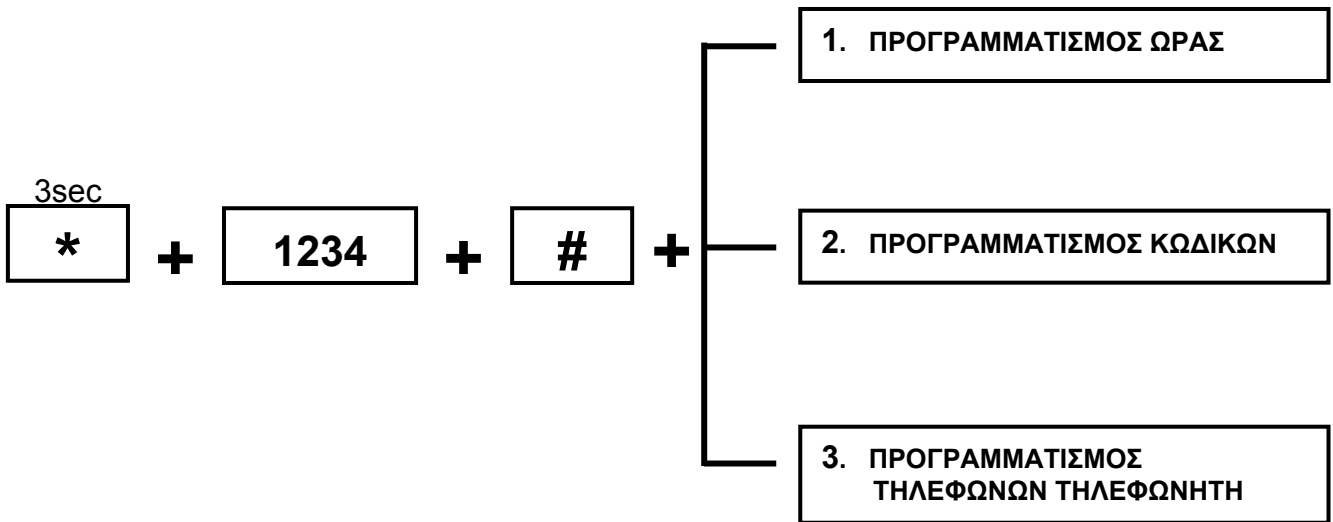 1. ΠΡΟΓΡΑΜΜΑΤΙΣΜΟΣ ΩΡΑΣ
3sec
* + 1234 + # +
2. ΠΡΟΓΡΑΜΜΑΤΙΣΜΟΣ ΚΩΔΙΚΩΝ
3. ΠΡΟΓΡΑΜΜΑΤΙΣΜΟΣ
ΤΗΛΕΦΩΝΩΝ ΤΗΛΕΦΩΝΗΤΗ